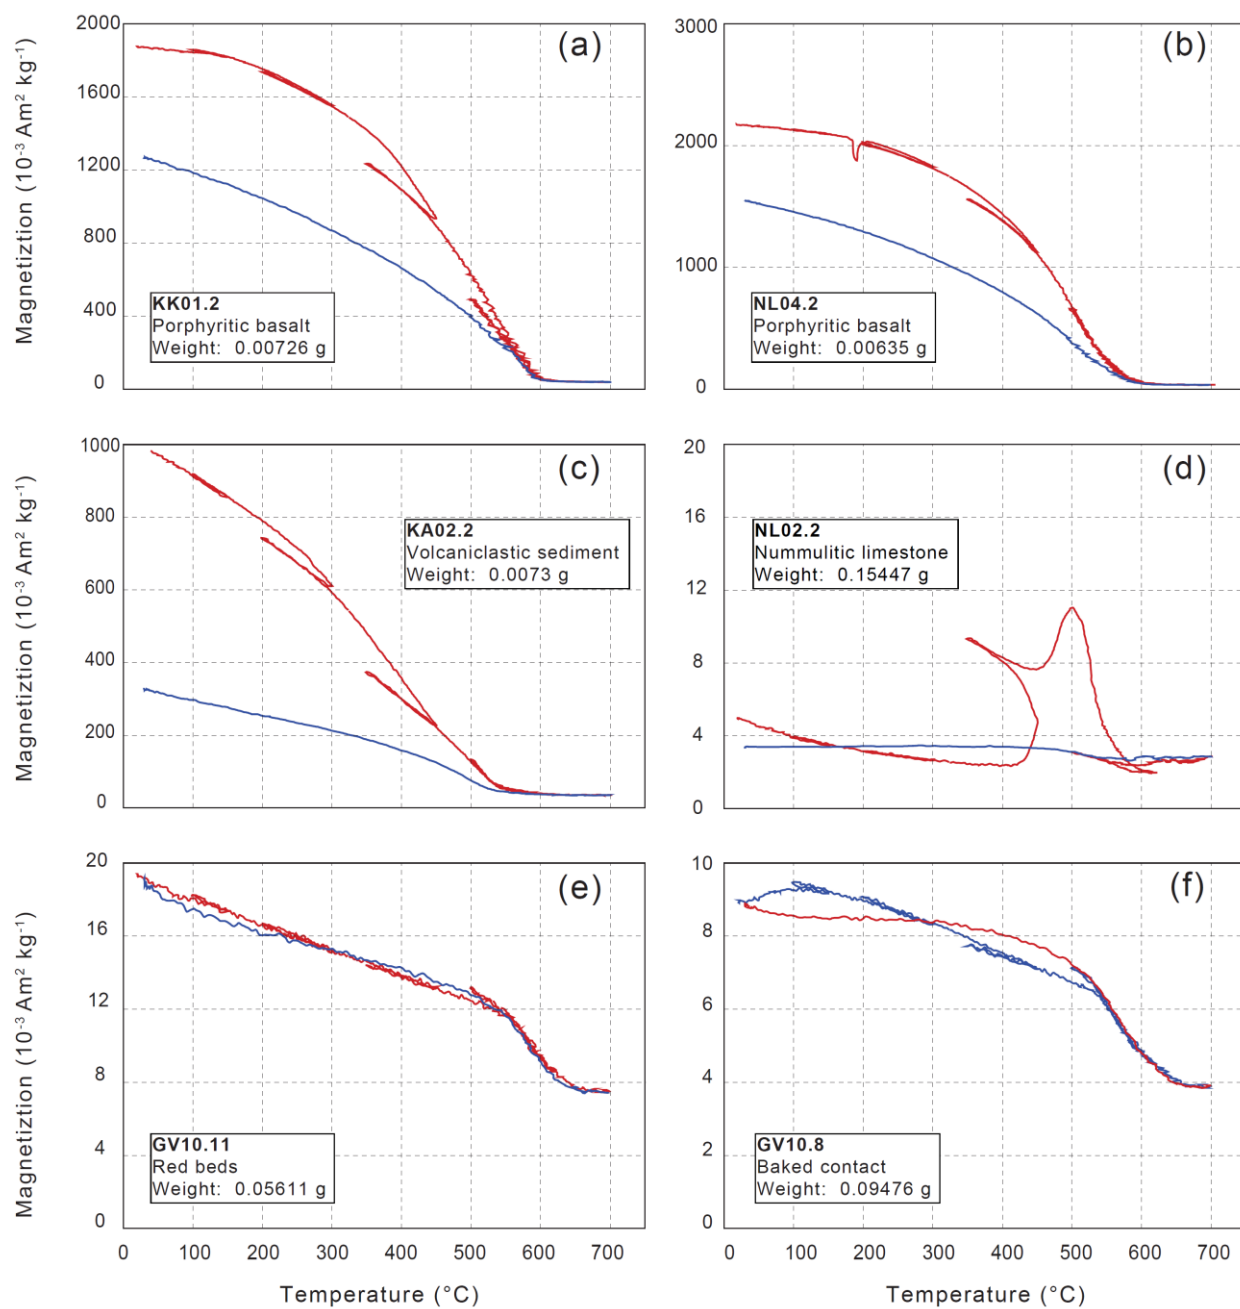 Magnetiztion (10⁻³ Am² kg⁻¹)
2000
1600
1200
800
400
0
(a)
KK01.2
Porphyritic basalt
Weight: 0.00726 g
3000
2000
1000
0
(b)
NL04.2
Porphyritic basalt
Weight: 0.00635 g
Magnetiztion (10⁻³ Am² kg⁻¹)
1000
800
600
400
200
0
(c)
KA02.2
Volcaniclastic sediment
Weight: 0.0073 g
20
16
12
8
4
0
(d)
NL02.2
Nummulitic limestone
Weight: 0.15447 g
Magnetiztion (10⁻³ Am² kg⁻¹)
20
16
12
8
4
0
(e)
GV10.11
Red beds
Weight: 0.05611 g
0 100 200 300 400 500 600 700
Temperature (°C)
10
8
6
4
2
0
(f)
GV10.8
Baked contact
Weight: 0.09476 g
0 100 200 300 400 500 600 700
Temperature (°C)